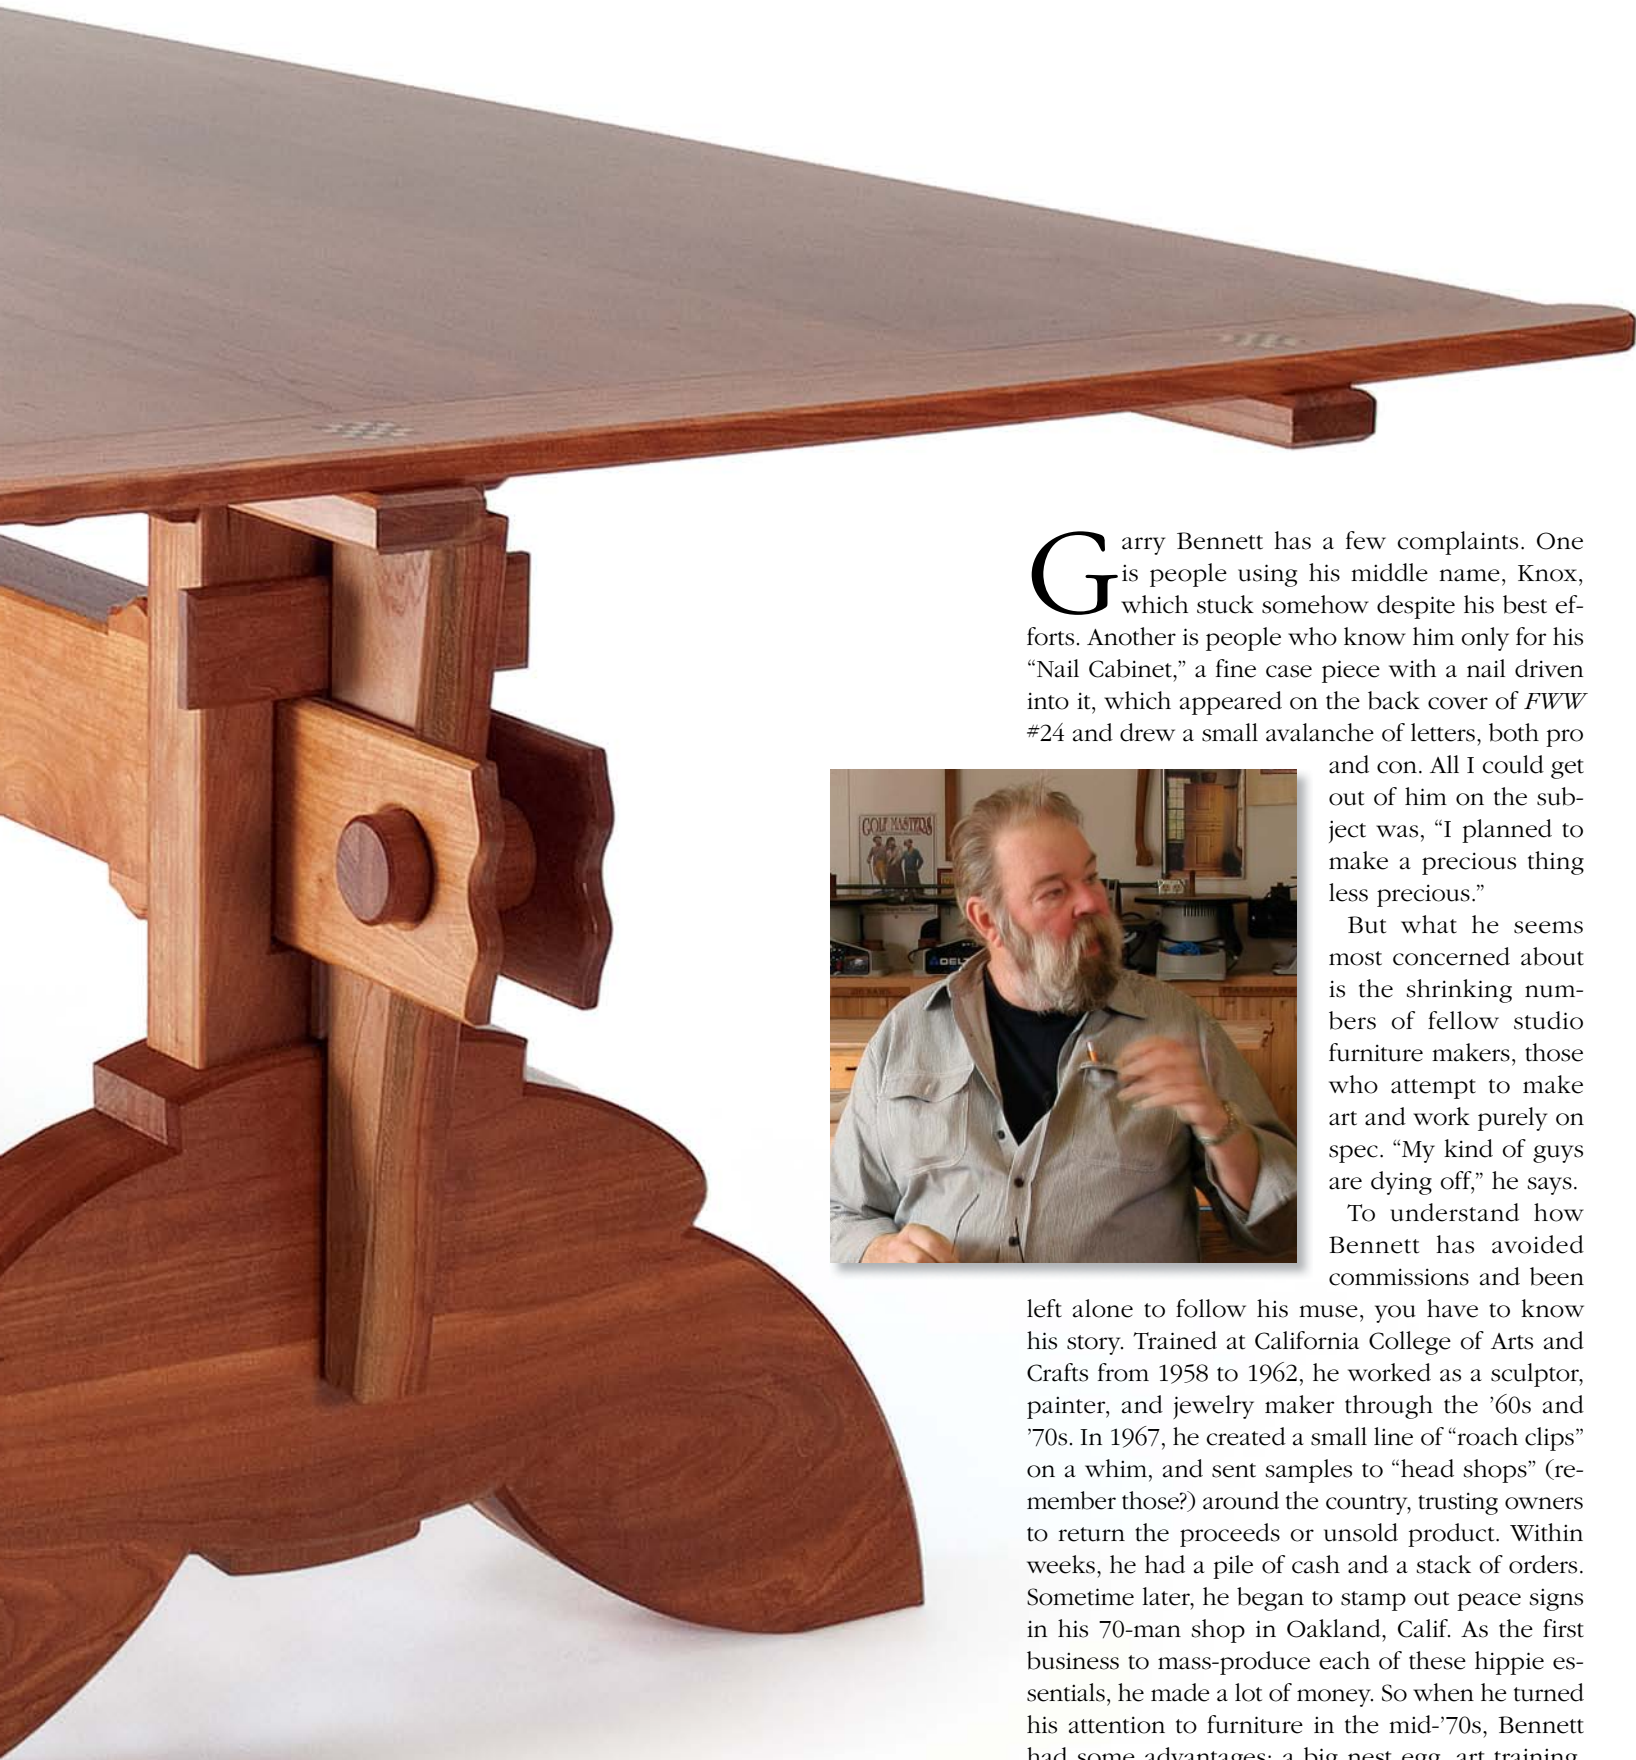 Garry Bennett has a few complaints. One
is people using his middle name, Knox,
which stuck somehow despite his best ef-
forts. Another is people who know him only for his
“Nail Cabinet,” a fine case piece with a nail driven
into it, which appeared on the back cover of FWW
#24 and drew a small avalanche of letters, both pro
and con. All I could get
out of him on the sub-
ject was, “I planned to
make a precious thing
less precious.”
But what he seems
most concerned about
is the shrinking num-
bers of fellow studio
furniture makers, those
who attempt to make
art and work purely on
spec. “My kind of guys
are dying off,” he says.
To understand how
Bennett has avoided
commissions and been
left alone to follow his muse, you have to know
his story. Trained at California College of Arts and
Crafts from 1958 to 1962, he worked as a sculptor,
painter, and jewelry maker through the ’60s and
’70s. In 1967, he created a small line of “roach clips”
on a whim, and sent samples to “head shops” (re-
member those?) around the country, trusting owners
to return the proceeds or unsold product. Within
weeks, he had a pile of cash and a stack of orders.
Sometime later, he began to stamp out peace signs
in his 70-man shop in Oakland, Calif. As the first
business to mass-produce each of these hippie es-
sentials, he made a lot of money. So when he turned
his attention to furniture in the mid-’70s, Bennett
had some advantages: a big nest egg, art training,
GOLF MASTERS
DELTA